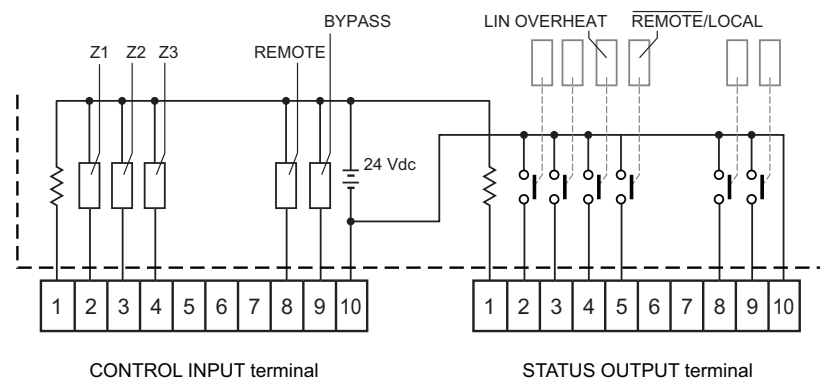 BYPASS
LIN OVERHEAT REMOTE/LOCAL
Z1 Z2 Z3 REMOTE
24 Vdc
1 2 3 4 5 6 7 8 9 10 1 2 3 4 5 6 7 8 9 10
CONTROL INPUT terminal STATUS OUTPUT terminal